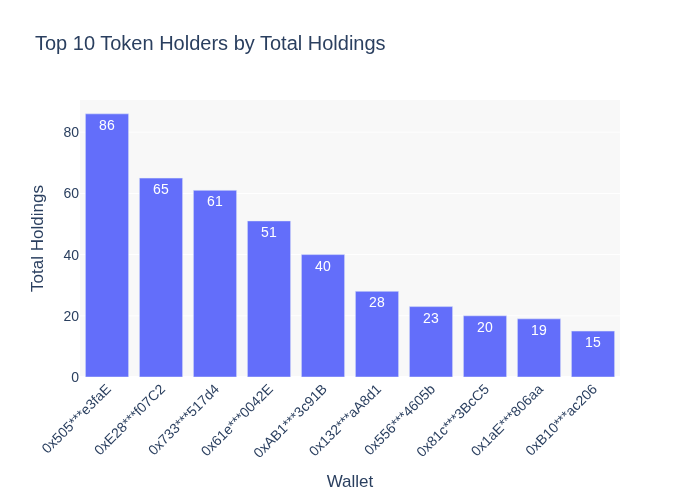 Top 10 Token Holders by Total Holdings
Total Holdings
80
60
40
20
0
86
65
61
51
40
28
23
20
19
15
0x505***e3faE
0xE28***f07C2
0x733***517d4
0x61e***0042E
0xAB1***3c91B
0x132***aA8d1
0x556***4605b
0x81c***3BcC5
0x1aE***806aa
0xB10***ac206
Wallet